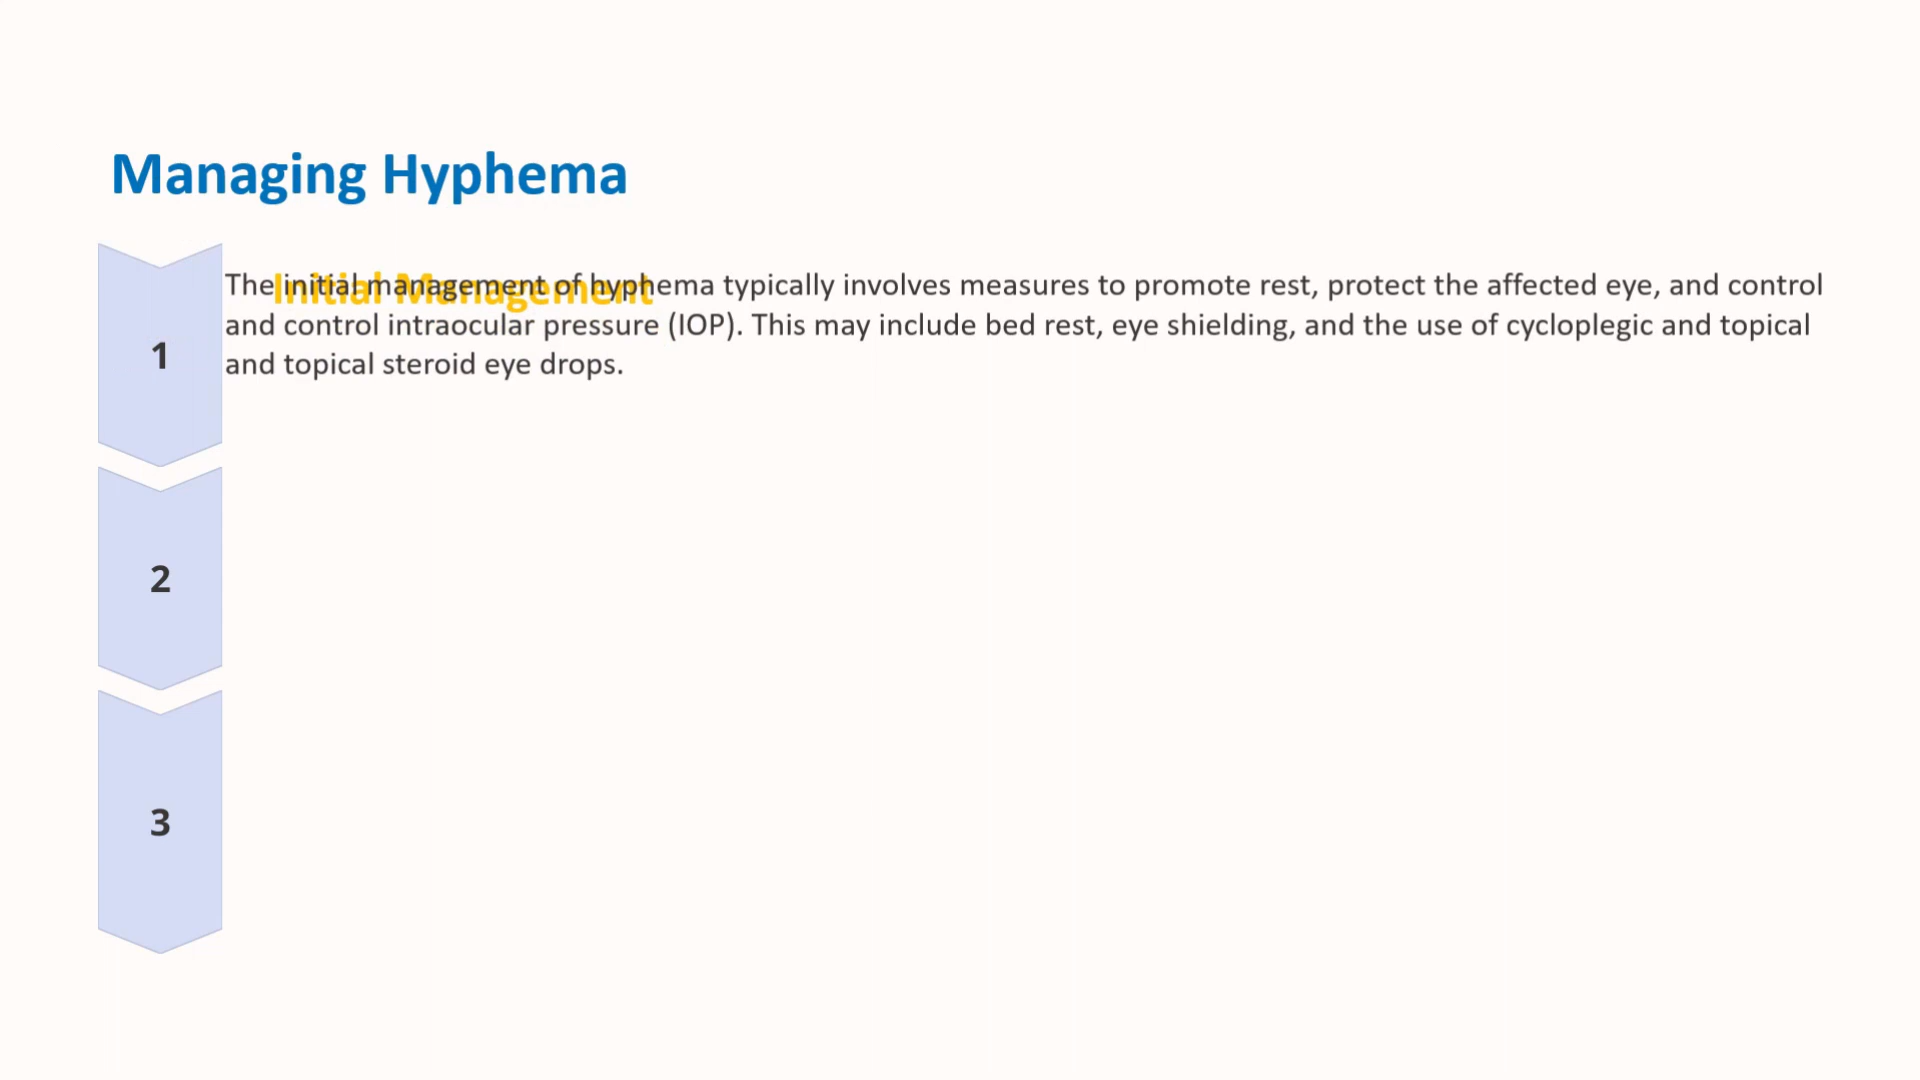 Managing Hyphema
Initial Management
The initial management of hyphema typically involves measures to promote rest, protect the affected eye, and control
and control intraocular pressure (IOP). This may include bed rest, eye shielding, and the use of cycloplegic and topical
and topical steroid eye drops.
1
2
3